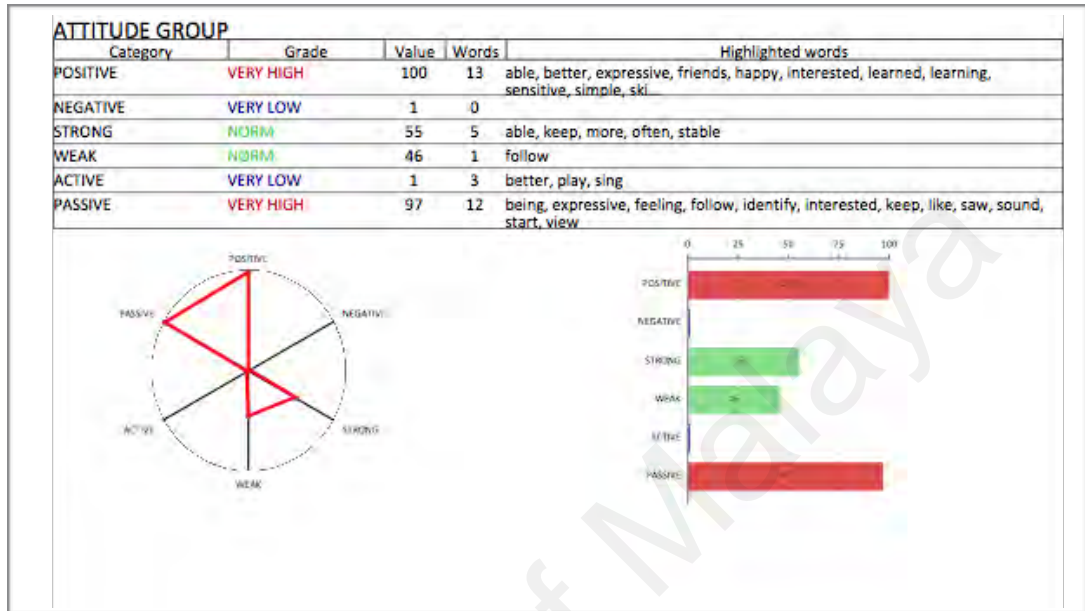 ATTITUDE GROUP
Category Grade Value Words Highlighted words
POSITIVE VERY HIGH 100 13 able, better, expressive, friends, happy, interested, learned, learning,
sensitive, simple, ski...
NEGATIVE VERY LOW 1 0
STRONG NORM 55 5 able, keep, more, often, stable
WEAK NORM 46 1 follow
ACTIVE VERY LOW 1 3 better, play, sing
PASSIVE VERY HIGH 97 12 being, expressive, feeling, follow, identify, interested, keep, like, saw, sound,
start, view
POSITIVE
NEGATIVE
STRONG
WEAK
ACTIVE
PASSIVE
0 25 50 75 100
POSITIVE
NEGATIVE
STRONG
WEAK
ACTIVE
PASSIVE
of Malaya